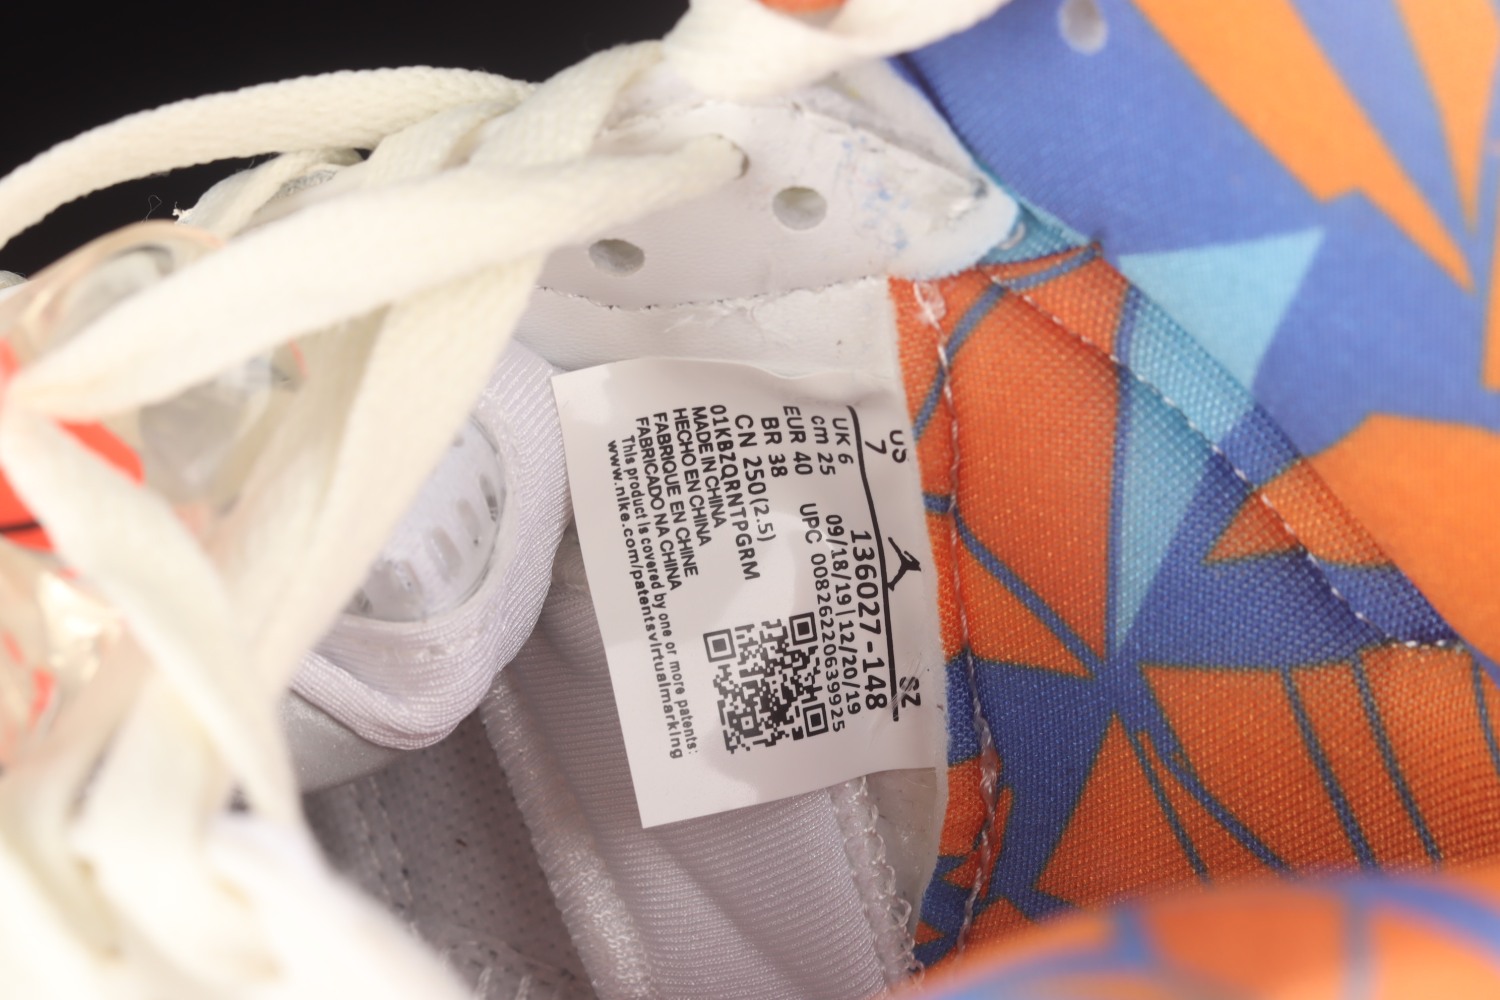 US 7
SZ
136027-148
UK 6
09/18/19|12/20/19
cm 25
EUR 40
UPC 00826220639925
BR 38
CN 250(2.5)
01KBZQRNTPGRM
MADE IN CHINA
HECHO EN CHINA
FABRIQUE EN CHINE
FABRICADO NA CHINA
This product is covered by one or more patents:
www.nike.com/patentsvirtualmarking